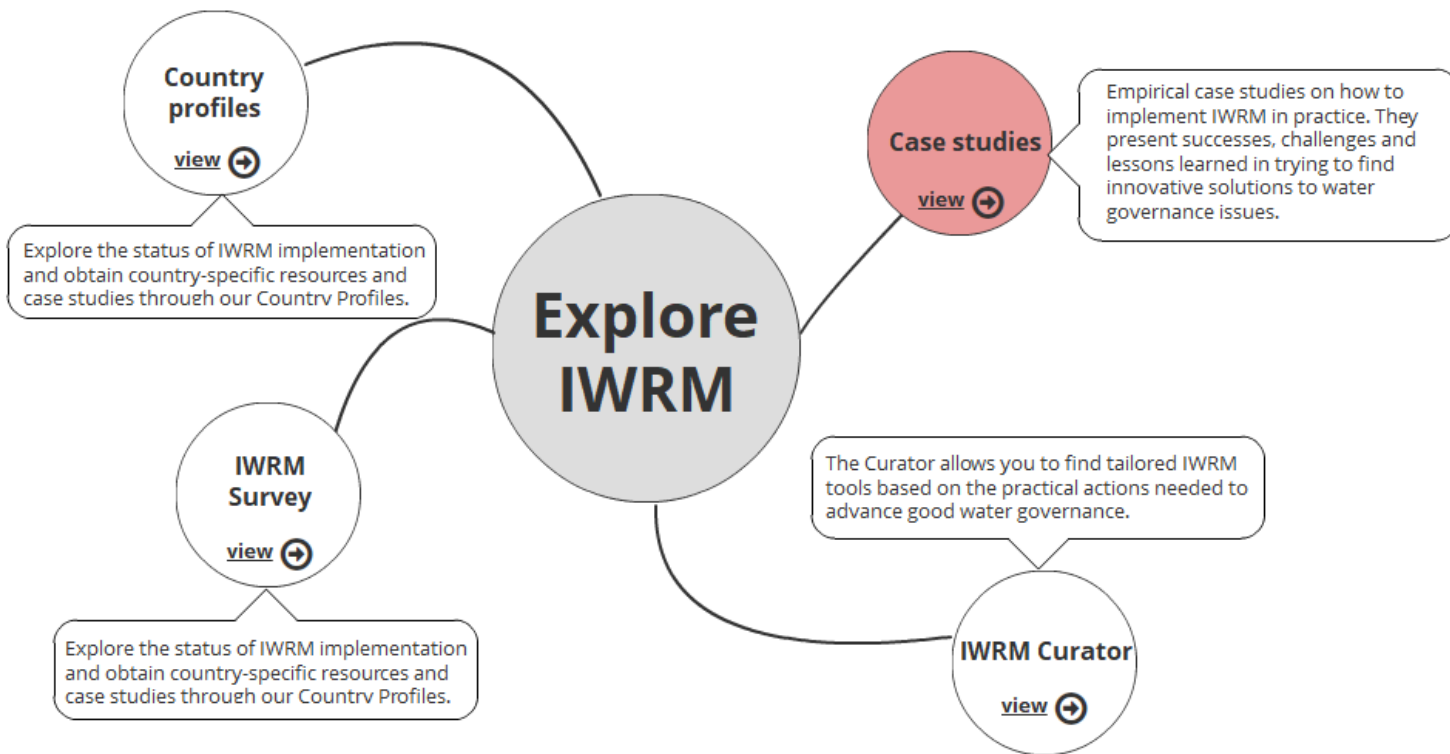 Country
profiles
view
Explore the status of IWRM implementation
and obtain country-specific resources and
case studies through our Country Profiles.
Case studies
view
Empirical case studies on how to
implement IWRM in practice. They
present successes, challenges and
lessons learned in trying to find
innovative solutions to water
governance issues.
Explore
IWRM
IWRM
Survey
view
Explore the status of IWRM implementation
and obtain country-specific resources and
case studies through our Country Profiles.
The Curator allows you to find tailored IWRM
tools based on the practical actions needed to
advance good water governance.
IWRM Curator
view